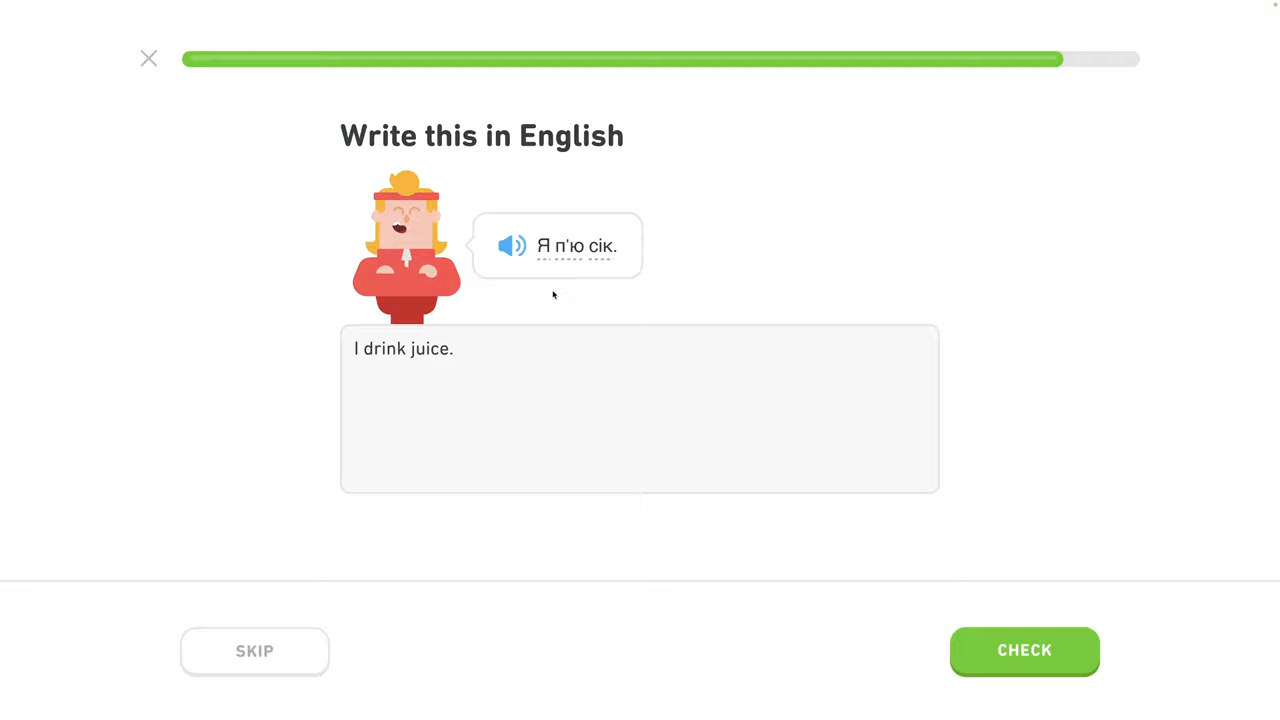 Write this in English
Я п'ю сік.
I drink juice.
SKIP
CHECK